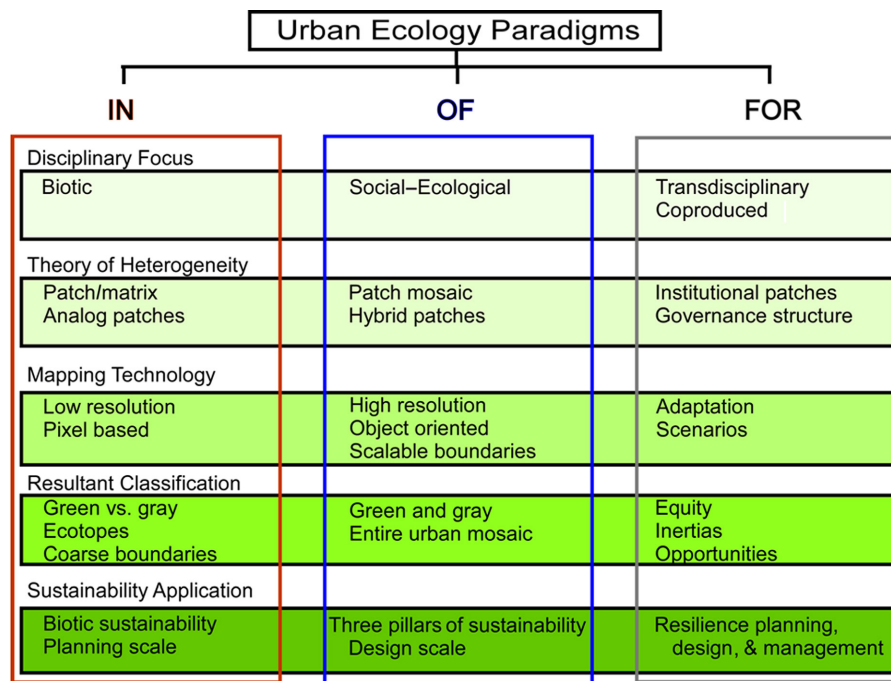 Urban Ecology Paradigms
IN
OF
FOR
Disciplinary Focus
Biotic
Social–Ecological
Transdisciplinary
Coproduced
Theory of Heterogeneity
Patch/matrix
Analog patches
Patch mosaic
Hybrid patches
Institutional patches
Governance structure
Mapping Technology
Low resolution
Pixel based
High resolution
Object oriented
Scalable boundaries
Adaptation
Scenarios
Resultant Classification
Green vs. gray
Ecotopes
Coarse boundaries
Green and gray
Entire urban mosaic
Equity
Inertias
Opportunities
Sustainability Application
Biotic sustainability
Planning scale
Three pillars of sustainability
Design scale
Resilience planning,
design, & management